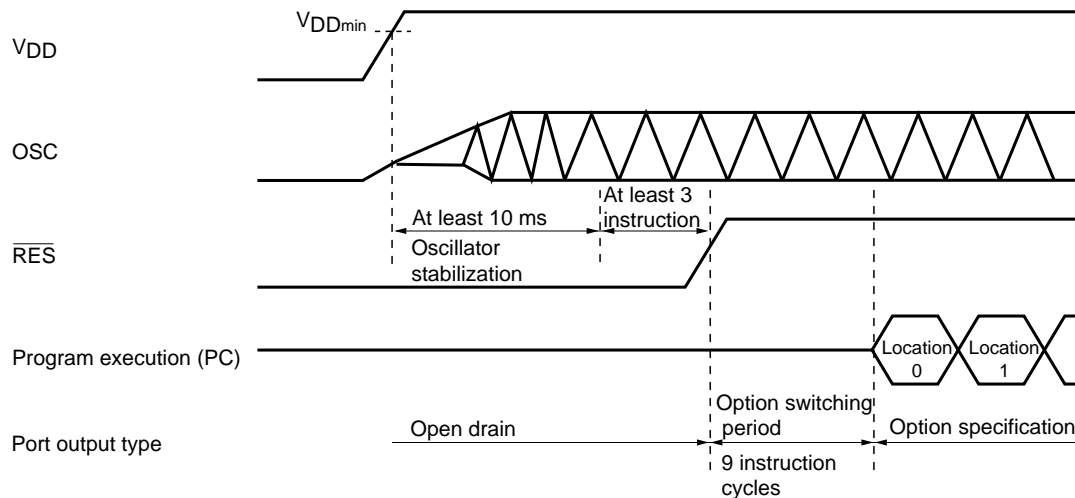 VDDmin
VDD
OSC
At least 10 ms
At least 3
instruction
RES
Oscillator
stabilization
Program execution (PC)
Location
0
Location
1
Port output type
Open drain
Option switching
period
Option specification
9 instruction
cycles